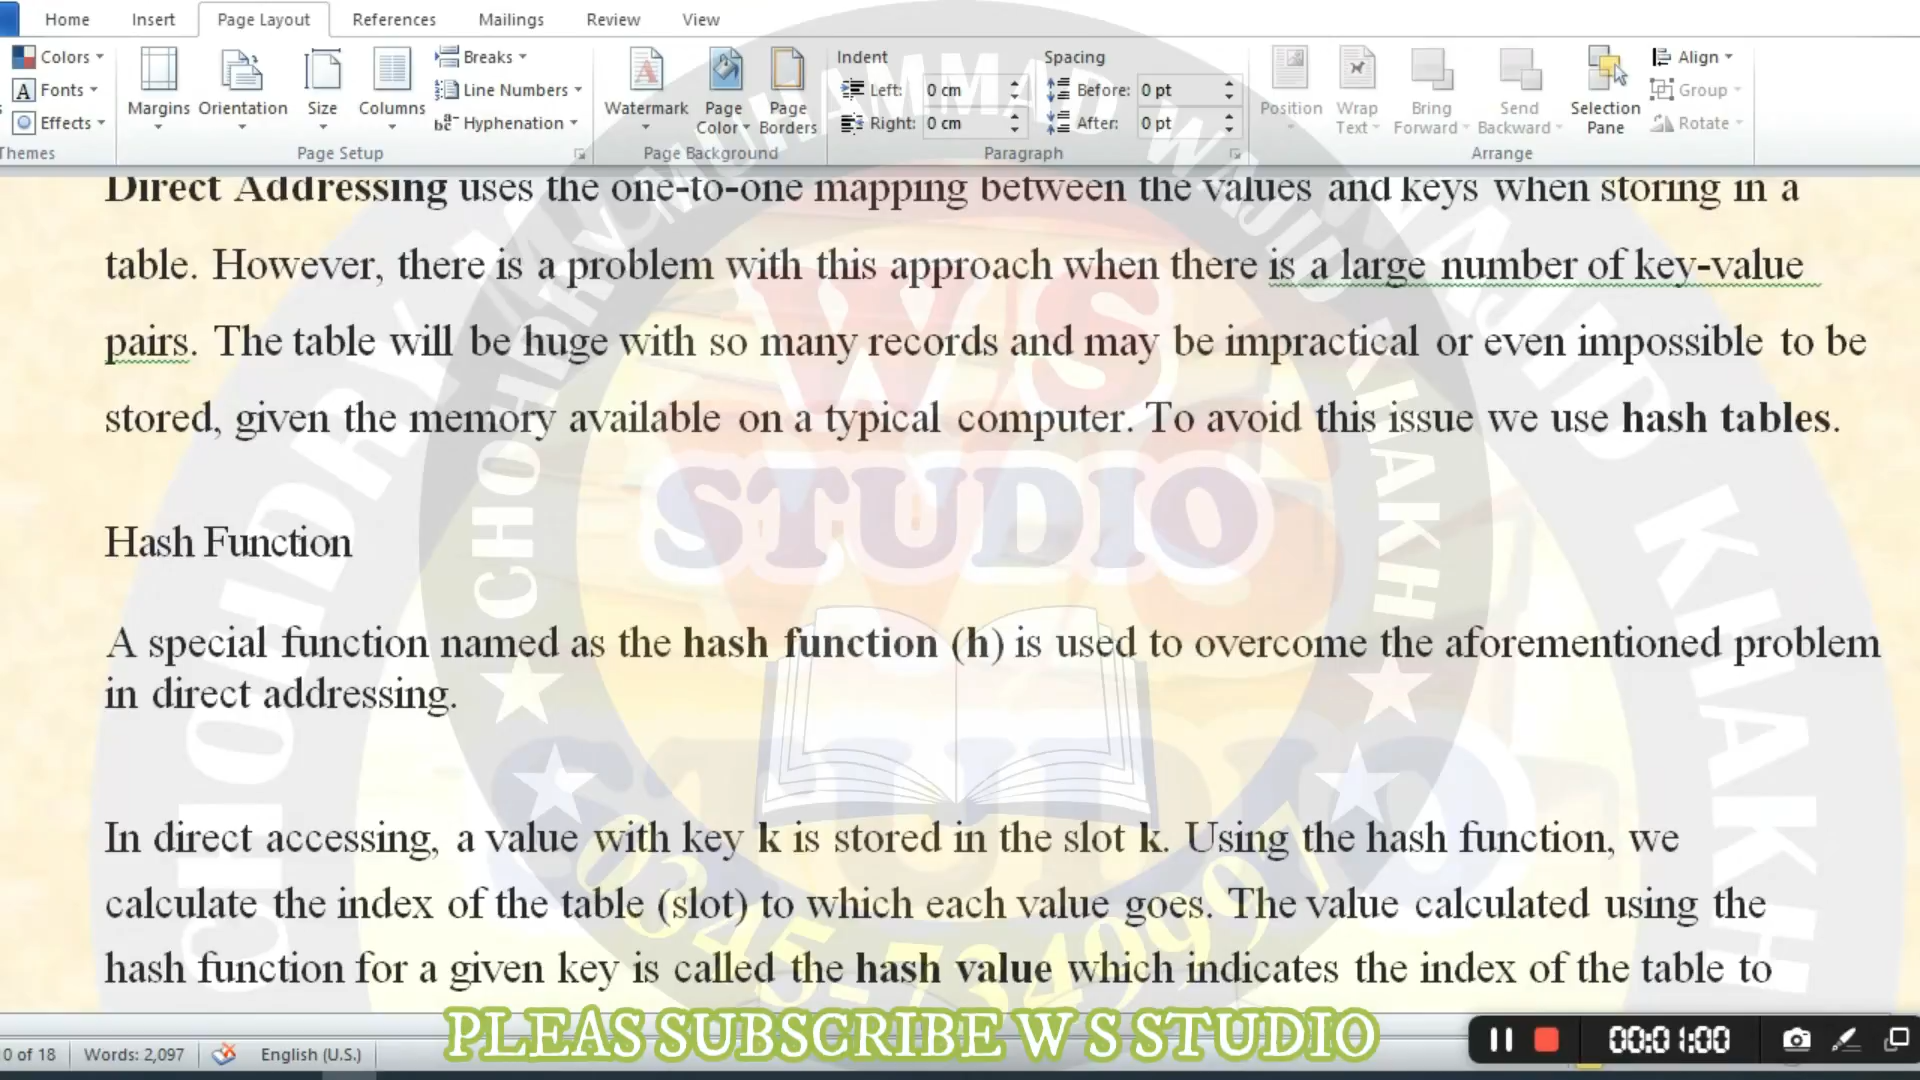 Home Insert Page Layout References Mailings Review View
Colors
Fonts
Effects
Themes
Margins
Orientation
Size
Columns
Breaks
Line Numbers
Hyphenation
Page Setup
Watermark
Page Color
Page Borders
Page Background
Indent
Left: 0 cm
Right: 0 cm
Spacing
Before: 0 pt
After: 0 pt
Paragraph
Position
Wrap Text
Bring Forward
Send Backward
Selection Pane
Align
Group
Rotate
Arrange
Direct Addressing uses the one-to-one mapping between the values and keys when storing in a
table. However, there is a problem with this approach when there is a large number of key-value
pairs. The table will be huge with so many records and may be impractical or even impossible to be
stored, given the memory available on a typical computer. To avoid this issue we use hash tables.
Hash Function
A special function named as the hash function (h) is used to overcome the aforementioned problem
in direct addressing.
In direct accessing, a value with key k is stored in the slot k. Using the hash function, we
calculate the index of the table (slot) to which each value goes. The value calculated using the
hash function for a given key is called the hash value which indicates the index of the table to
CHOHDRY MUHAMMAD WAJID KHAKH
WS
STUDIO
STUDIO
0345-7349997
PLEAS SUBSCRIBE W S STUDIO
0 of 18 Words: 2,097 English (U.S.)
00:01:00